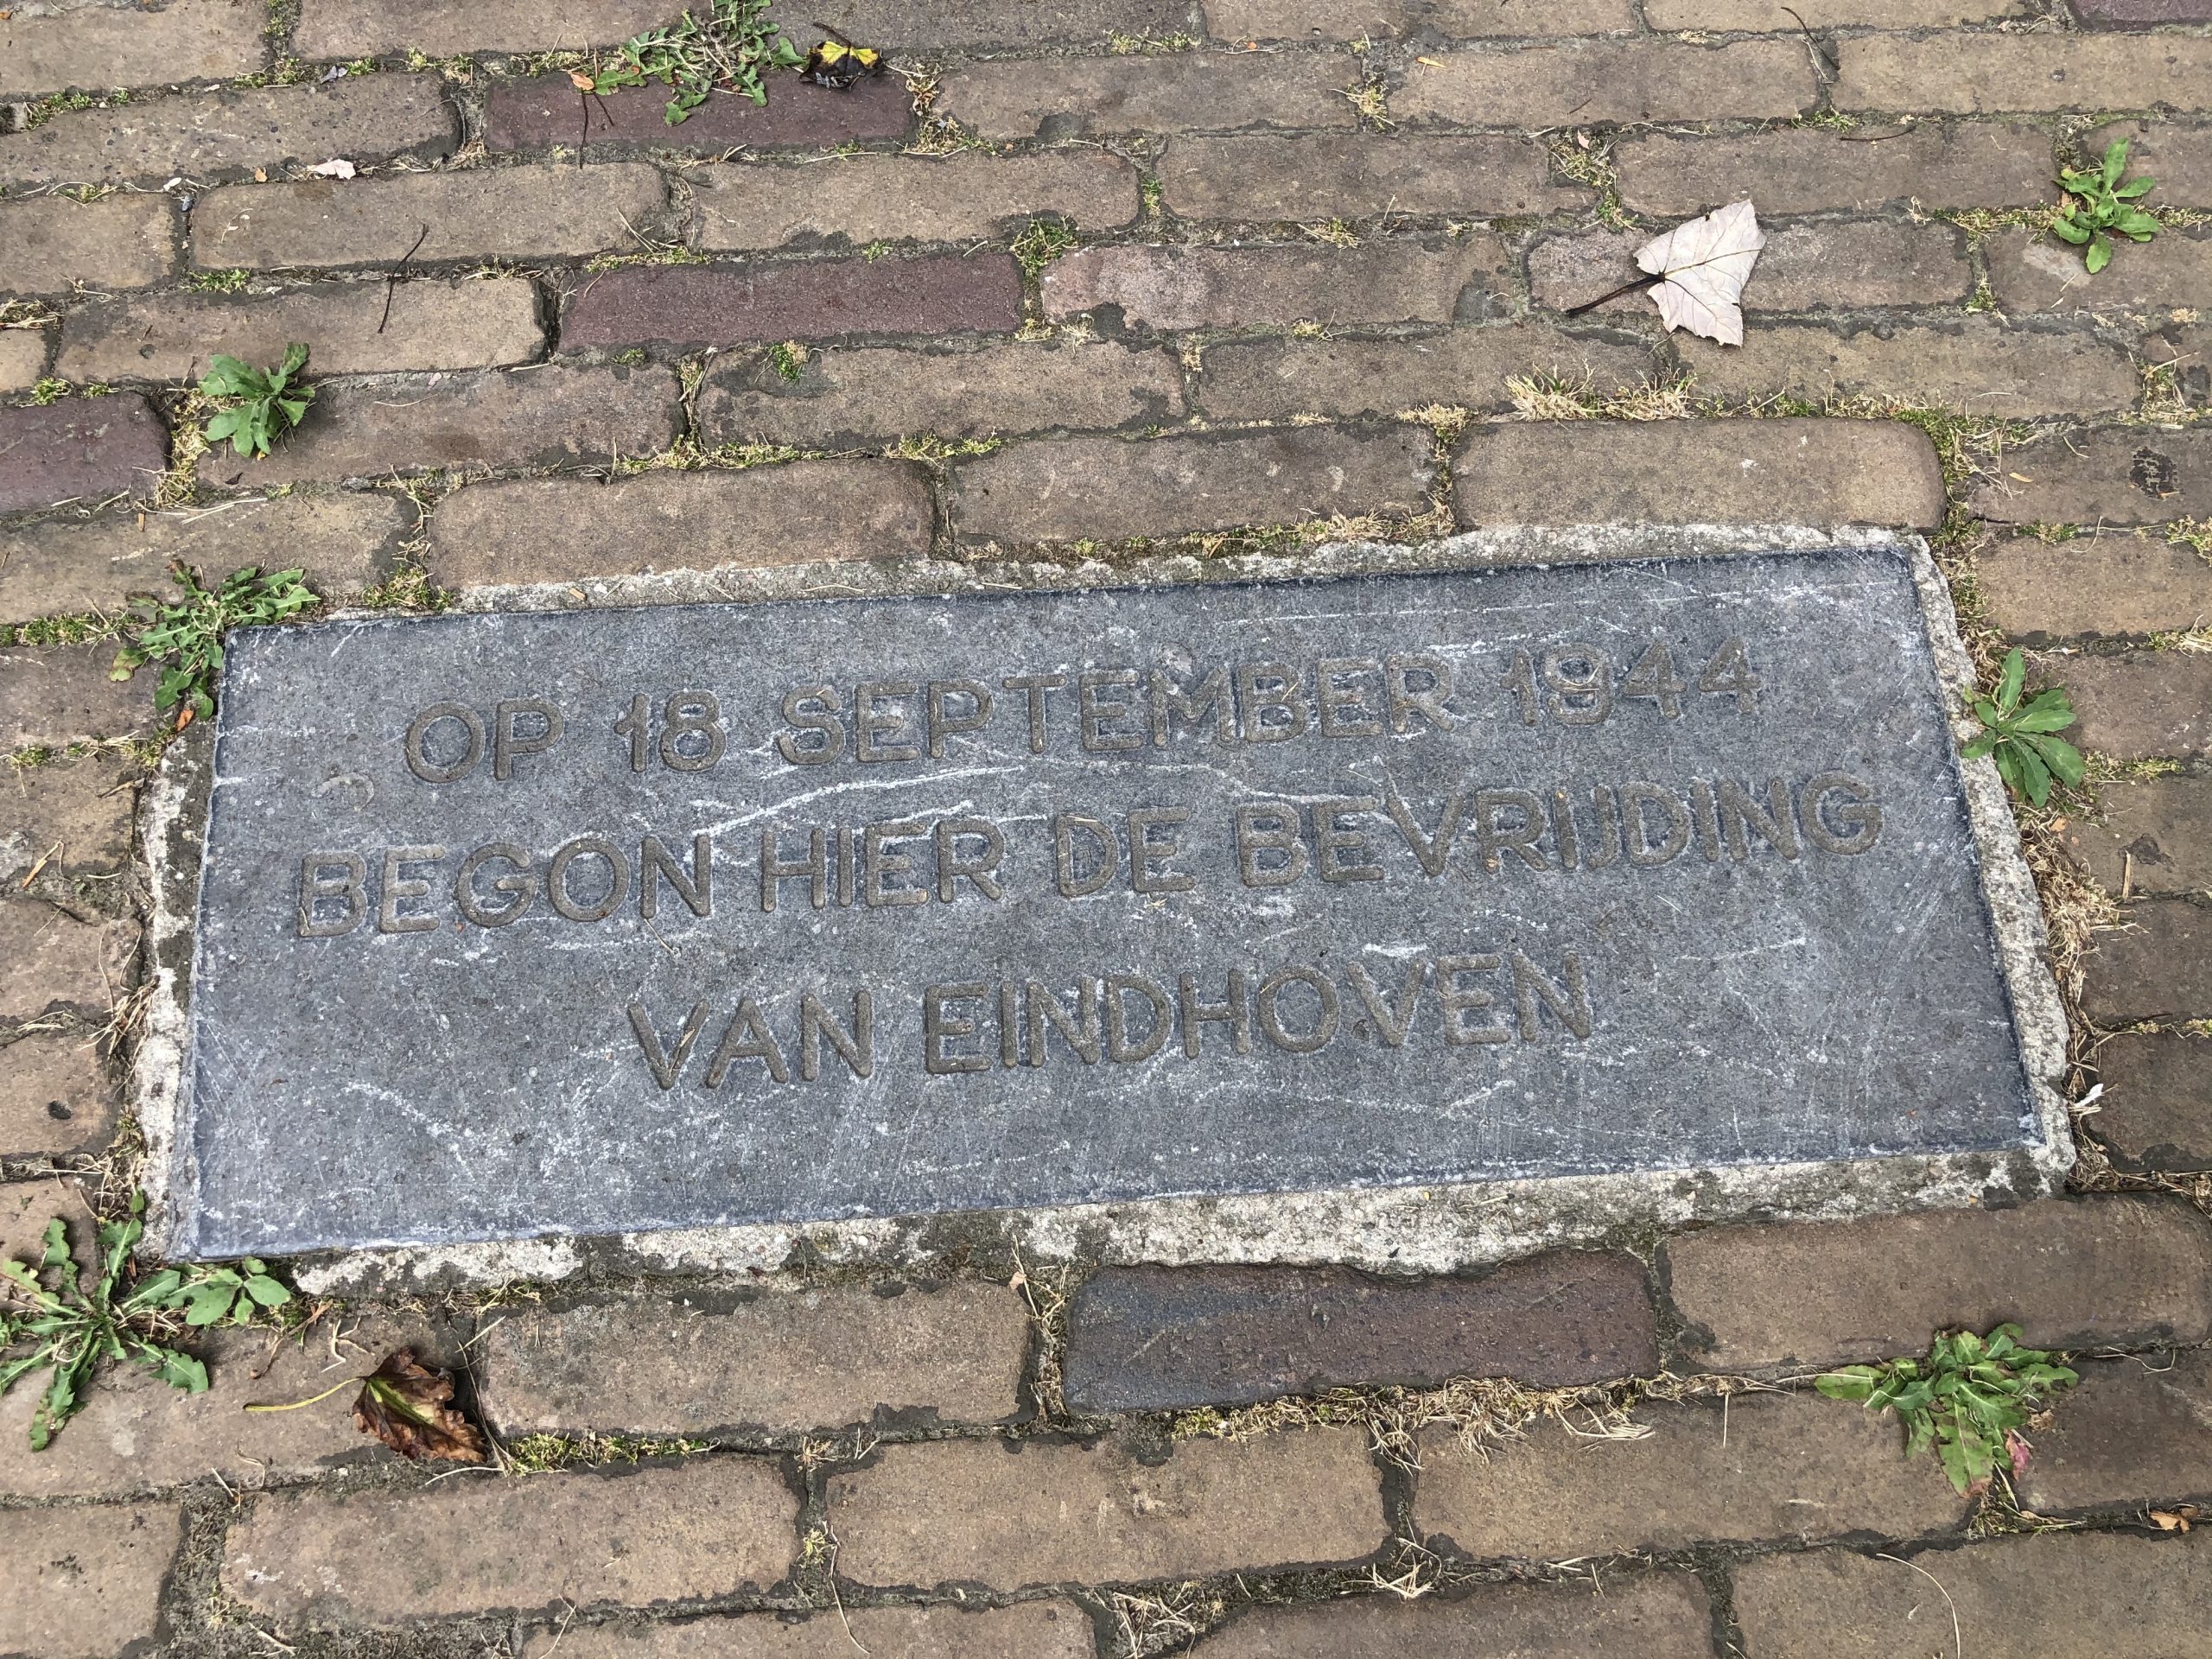 OP 18 SEPTEMBER 1944
BEGON HIER DE BEVRIJDING
VAN EINDHOVEN